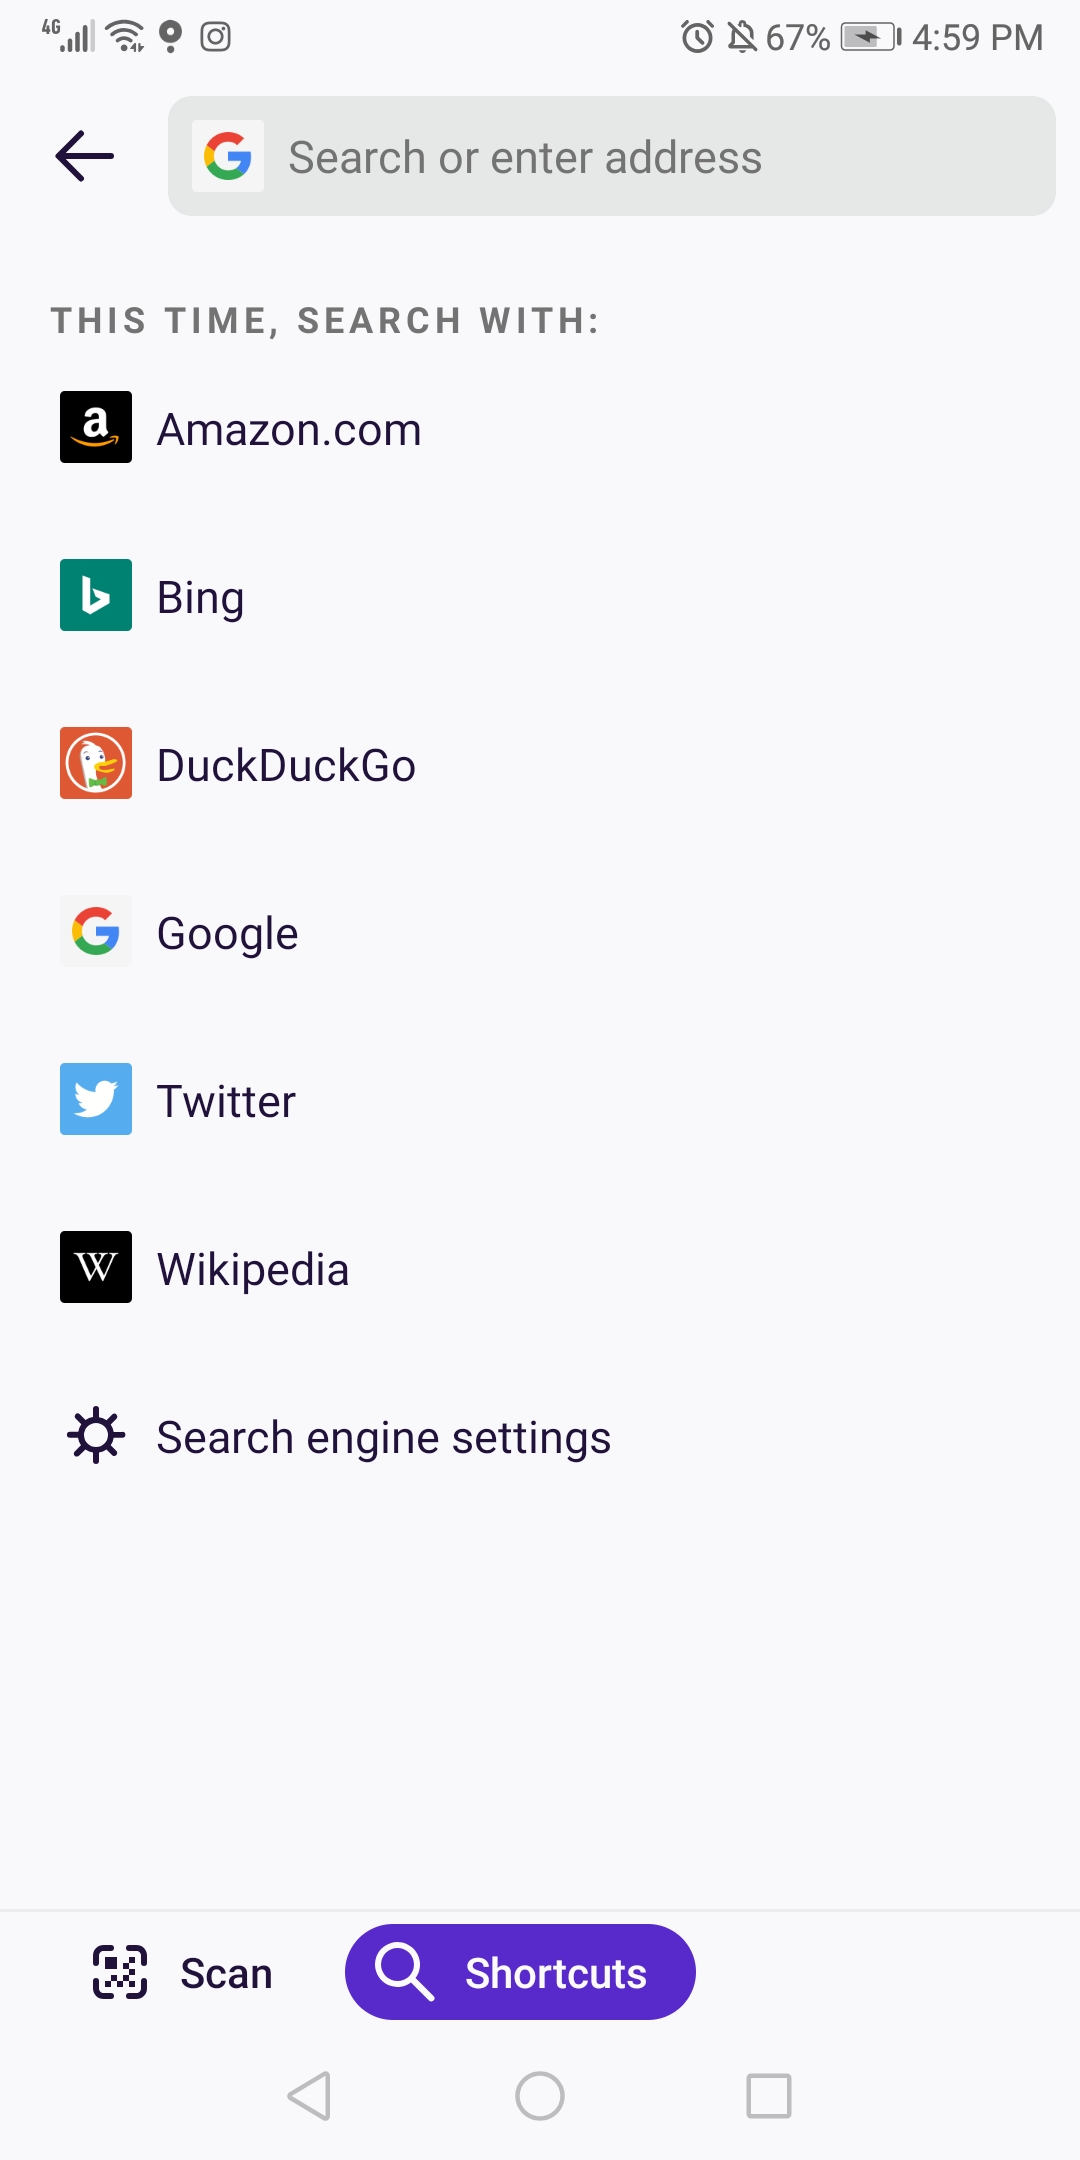 4G 67% 4:59 PM
Search or enter address
THIS TIME, SEARCH WITH:
Amazon.com
Bing
DuckDuckGo
Google
Twitter
Wikipedia
Search engine settings
Scan Shortcuts